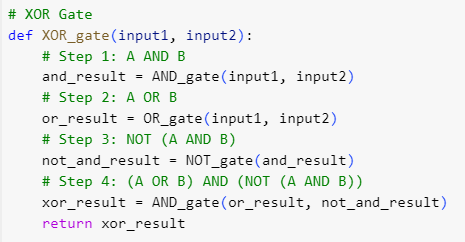 # XOR Gate
def XOR_gate(input1, input2):
    # Step 1: A AND B
    and_result = AND_gate(input1, input2)
    # Step 2: A OR B
    or_result = OR_gate(input1, input2)
    # Step 3: NOT (A AND B)
    not_and_result = NOT_gate(and_result)
    # Step 4: (A OR B) AND (NOT (A AND B))
    xor_result = AND_gate(or_result, not_and_result)
    return xor_result